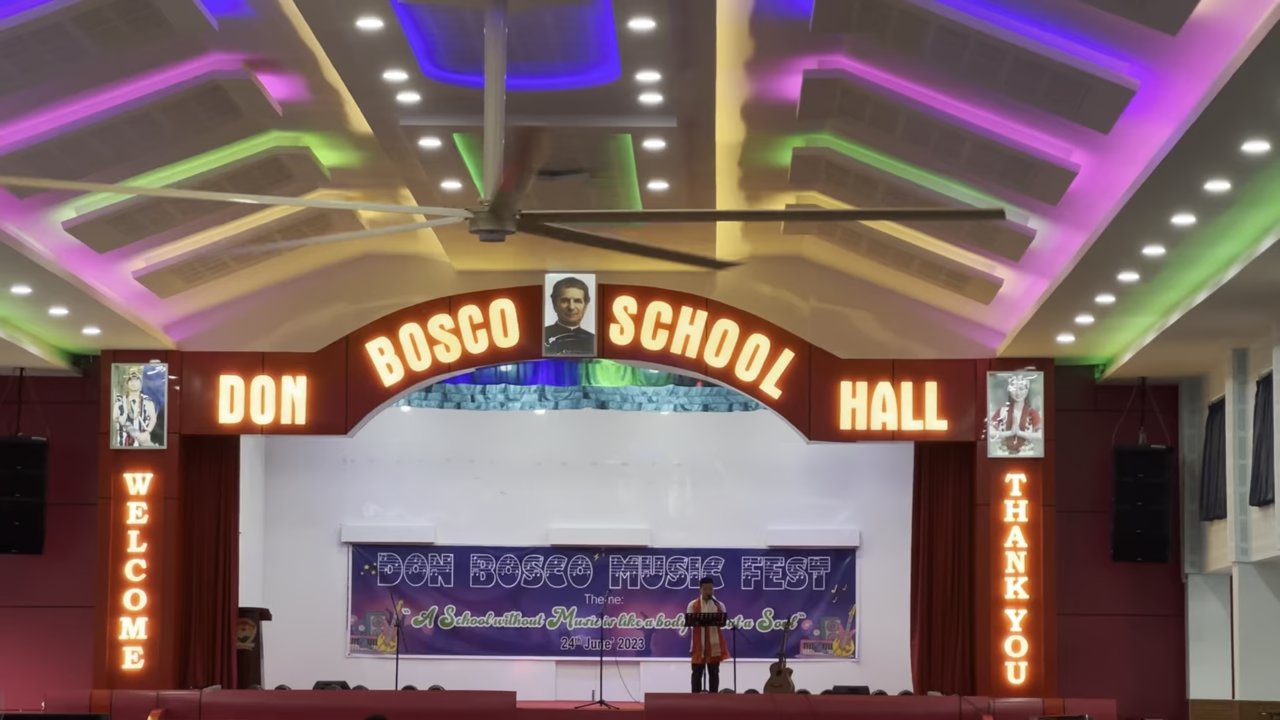 DON BOSCO SCHOOL HALL
WELCOME
THANK YOU
DON BOSCO MUSIC FEST
"A School without Music is like a body a Soul"
24th June' 2023